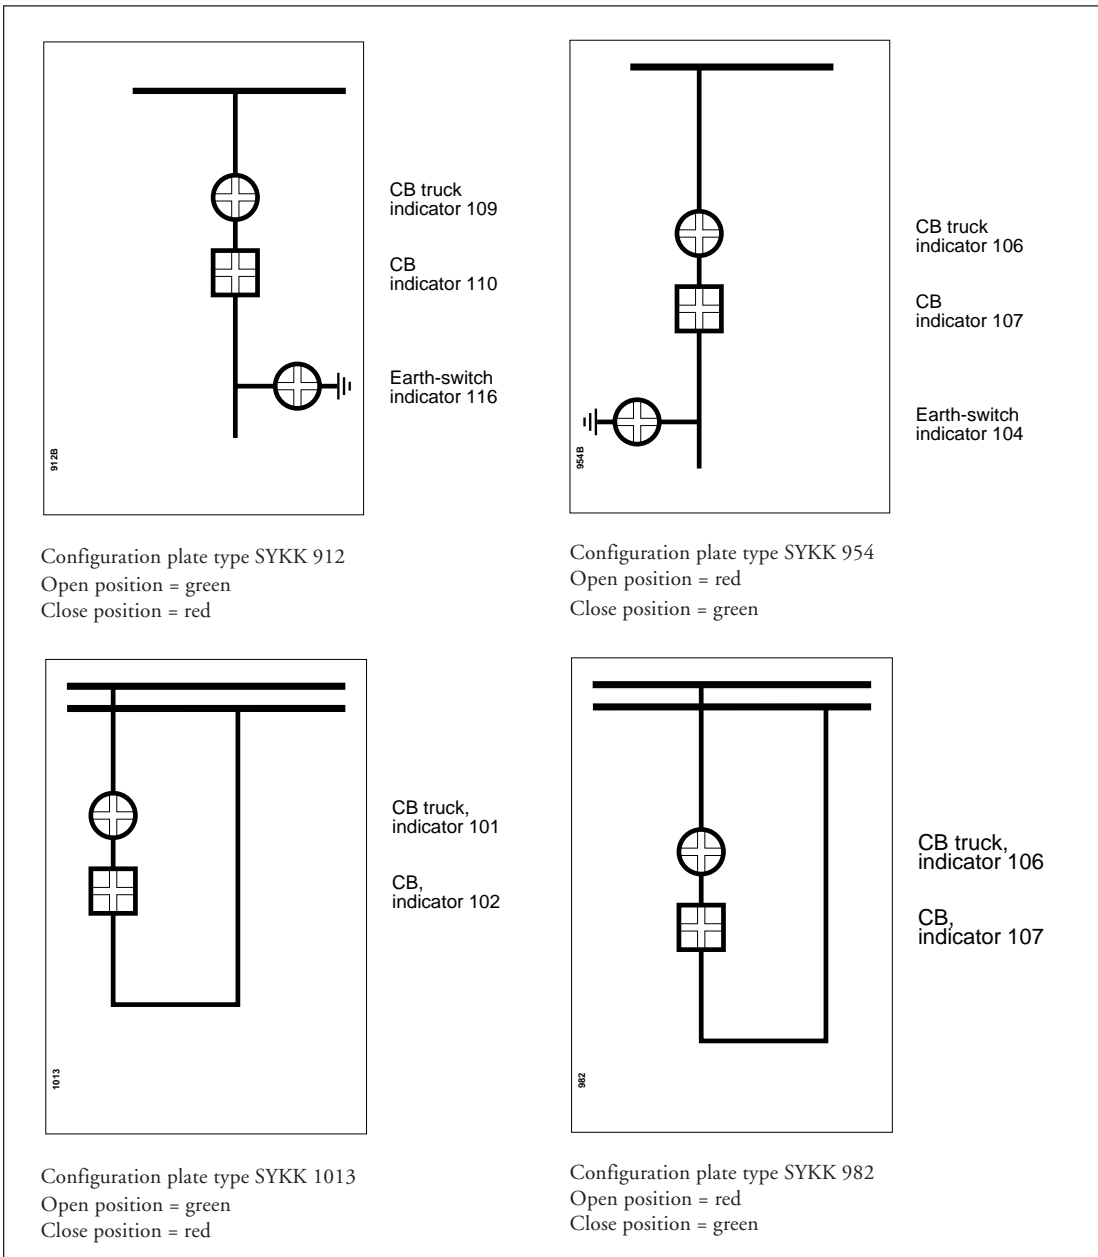 CB truck
indicator 109
CB
indicator 110
Earth-switch
indicator 116
912B
Configuration plate type SYKK 912
Open position = green
Close position = red
CB truck
indicator 106
CB
indicator 107
Earth-switch
indicator 104
954B
Configuration plate type SYKK 954
Open position = red
Close position = green
CB truck,
indicator 101
CB,
indicator 102
1013
Configuration plate type SYKK 1013
Open position = green
Close position = red
CB truck,
indicator 106
CB,
indicator 107
982
Configuration plate type SYKK 982
Open position = red
Close position = green